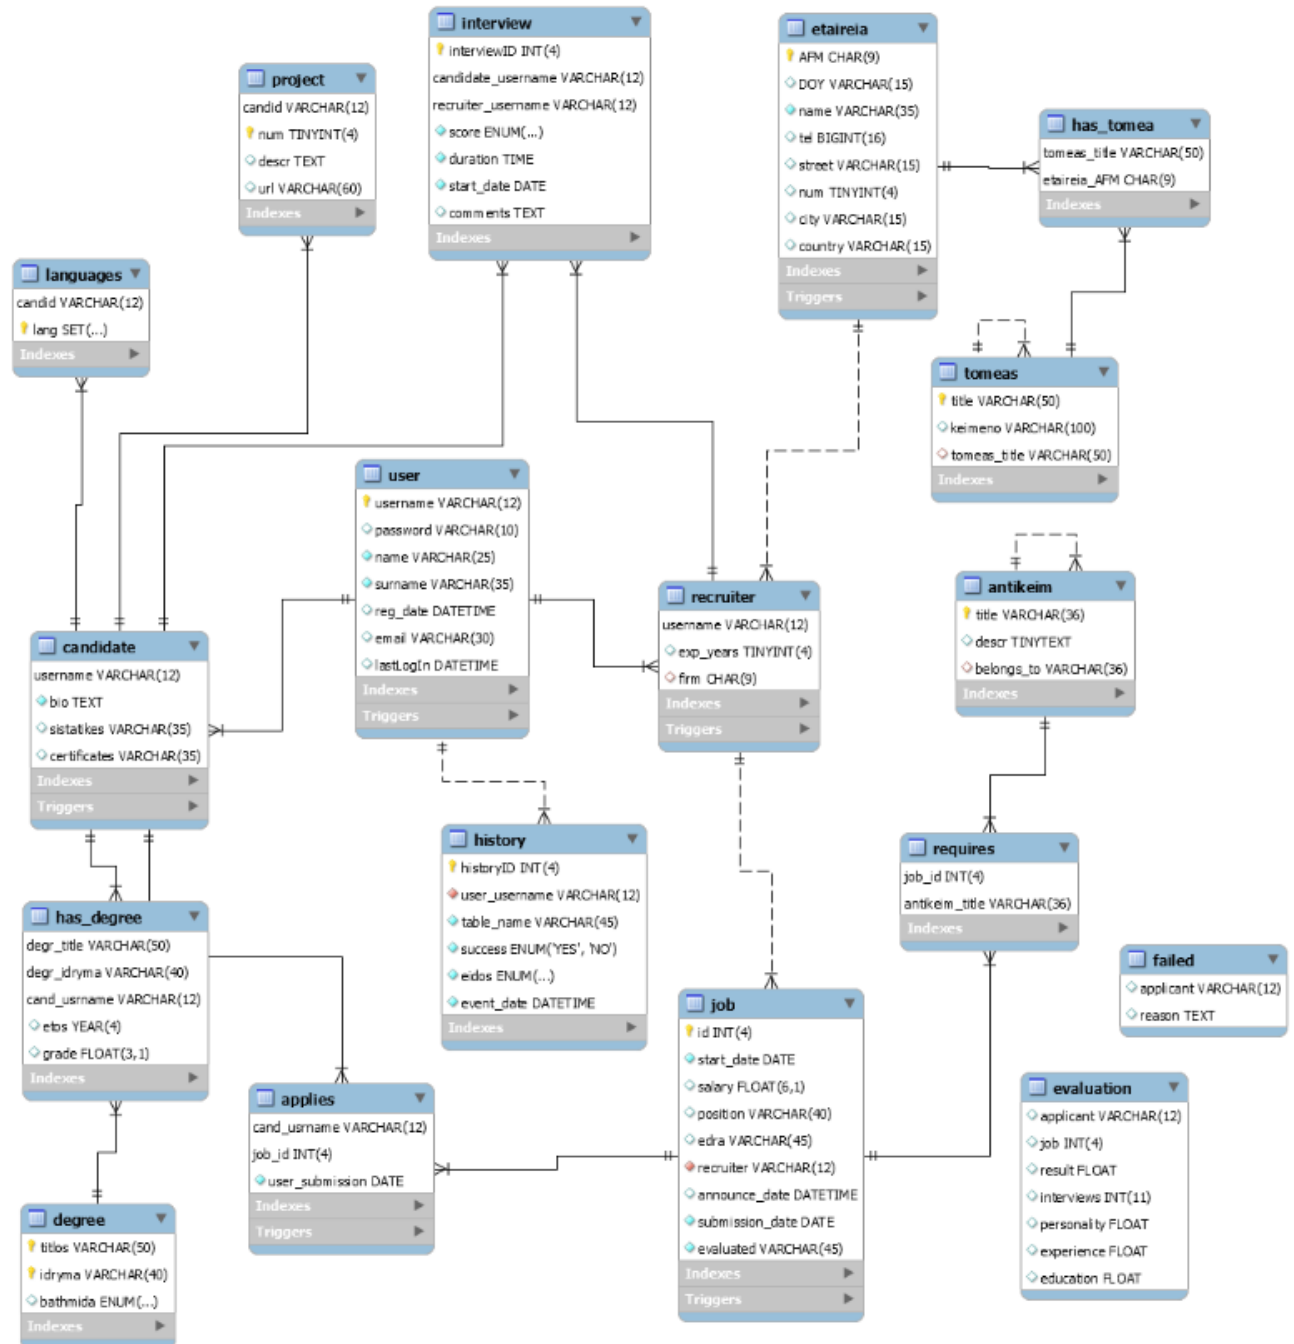 interview
interviewID INT(4)
candidate_username VARCHAR(12)
recruiter_username VARCHAR(12)
score ENUM(...)
duration TIME
start_date DATE
comments TEXT
Indexes
etaireia
AFM CHAR(9)
DOY VARCHAR(15)
name VARCHAR(35)
tel BIGINT(16)
street VARCHAR(15)
num TINYINT(4)
city VARCHAR(15)
country VARCHAR(15)
Indexes
Triggers
project
candid VARCHAR(12)
num TINYINT(4)
descr TEXT
url VARCHAR(60)
Indexes
has_tomea
tomeas_title VARCHAR(50)
etaireia_AFM CHAR(9)
Indexes
languages
candid VARCHAR(12)
lang SET(...)
Indexes
tomeas
title VARCHAR(50)
keimeno VARCHAR(100)
tomeas_title VARCHAR(50)
Indexes
user
username VARCHAR(12)
password VARCHAR(10)
name VARCHAR(25)
surname VARCHAR(35)
reg_date DATETIME
email VARCHAR(30)
lastLogIn DATETIME
Indexes
Triggers
recruiter
username VARCHAR(12)
exp_years TINYINT(4)
firm CHAR(9)
Indexes
Triggers
antikeim
title VARCHAR(36)
descr TINYTEXT
belongs_to VARCHAR(36)
Indexes
candidate
username VARCHAR(12)
bio TEXT
sistatikes VARCHAR(35)
certificates VARCHAR(35)
Indexes
Triggers
history
historyID INT(4)
user_username VARCHAR(12)
table_name VARCHAR(45)
success ENUM('YES', 'NO')
eidos ENUM(...)
event_date DATETIME
Indexes
requires
job_id INT(4)
antikeim_title VARCHAR(36)
Indexes
has_degree
degr_title VARCHAR(50)
degr_idryma VARCHAR(40)
cand_usrname VARCHAR(12)
etos YEAR(4)
grade FLOAT(3,1)
Indexes
failed
applicant VARCHAR(12)
reason TEXT
job
id INT(4)
start_date DATE
salary FLOAT(6,1)
position VARCHAR(40)
edra VARCHAR(45)
recruiter VARCHAR(12)
announce_date DATETIME
submission_date DATE
evaluated VARCHAR(45)
Indexes
Triggers
applies
cand_usrname VARCHAR(12)
job_id INT(4)
user_submission DATE
Indexes
Triggers
evaluation
applicant VARCHAR(12)
job INT(4)
result FLOAT
interviews INT(11)
personality FLOAT
experience FLOAT
education FLOAT
degree
titlos VARCHAR(50)
idryma VARCHAR(40)
bathmida ENUM(...)
Indexes